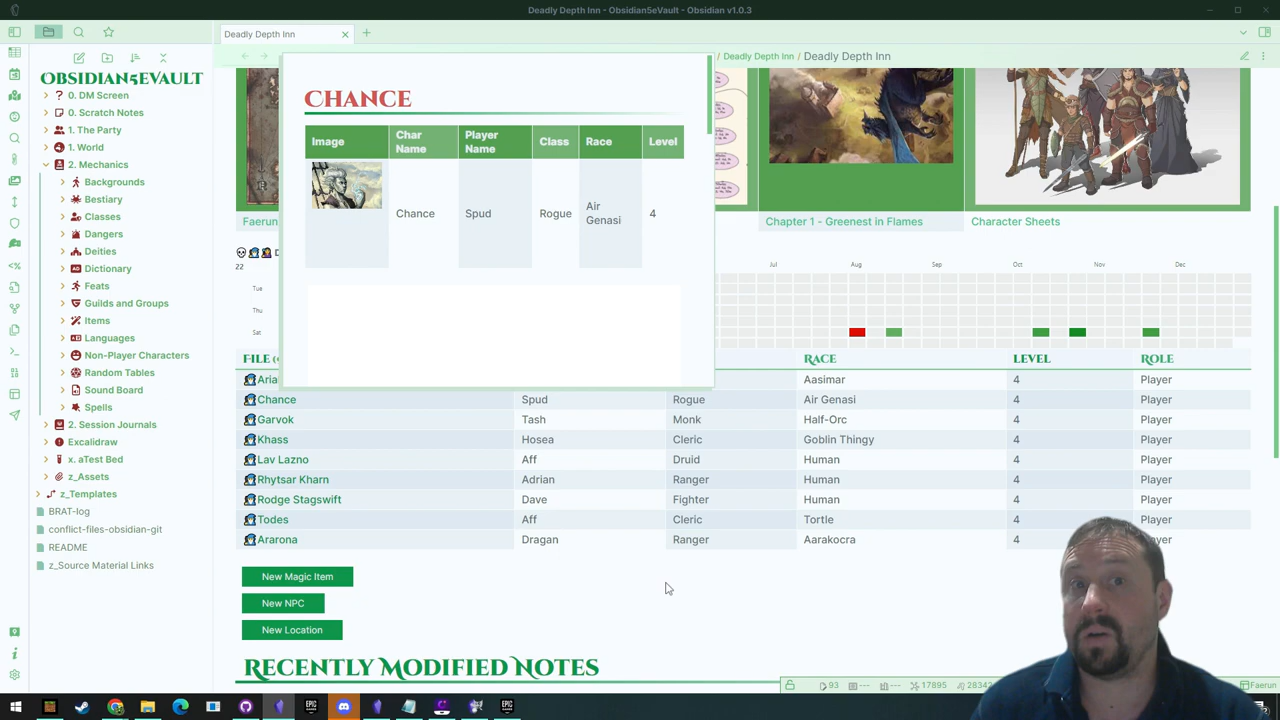 Deadly Depth Inn - Obsidian5eVault - Obsidian v1.0.3
Deadly Depth Inn
Deadly Depth Inn / Deadly Depth Inn
OBSIDIAN5EVAULT
0. DM Screen
0. Scratch Notes
1. The Party
1. World
2. Mechanics
Backgrounds
Bestiary
Classes
Dangers
Deities
Dictionary
Feats
Guilds and Groups
Items
Languages
Non-Player Characters
Random Tables
Sound Board
Spells
2. Session Journals
Excalidraw
x. aTest Bed
z_Assets
z_Templates
BRAT-log
conflict-files-obsidian-git
README
z_Source Material Links
CHANCE
Image Char Name Player Name Class Race Level
Chance Spud Rogue Air Genasi 4
Faerun Chapter 1 - Greenest in Flames Character Sheets
22
Jul Aug Sep Oct Nov Dec
Tue
Thu
Sat
FILE RACE LEVEL ROLE
Aria Aasimar 4 Player
Chance Spud Rogue Air Genasi 4 Player
Garvok Tash Monk Half-Orc 4 Player
Khass Hosea Cleric Goblin Thingy 4 Player
Lav Lazno Aff Druid Human 4 Player
Rhytsar Kharn Adrian Ranger Human 4 Player
Rodge Stagswift Dave Fighter Human 4 Player
Todes Aff Cleric Tortle 4 Player
Ararona Dragan Ranger Aarakocra 4 Player
New Magic Item
New NPC
New Location
RECENTLY MODIFIED NOTES
93 --- --- 17895 28342 Faerun